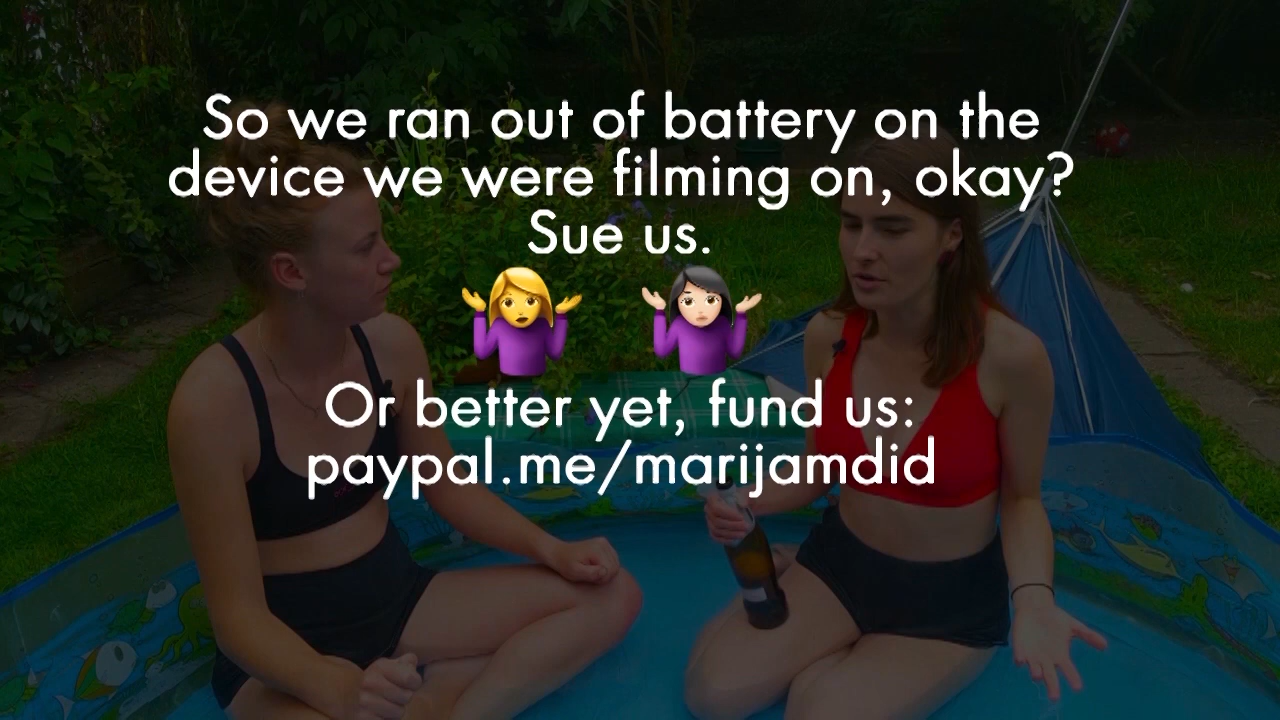 So we ran out of battery on the
device we were filming on, okay?
Sue us.
🤷‍♀️ 🤷🏻‍♀️
Or better yet, fund us:
paypal.me/marijamdid